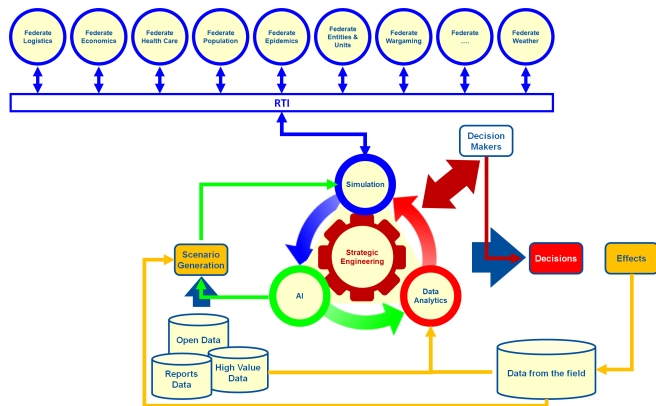 Federate
Logistics
Federate
Economics
Federate
Health Care
Federate
Population
Federate
Epidemics
Federate
Entities &
Units
Federate
Wargaming
Federate
....
Federate
Weather
RTI
Decision
Makers
Simulation
Strategic
Engineering
Scenario
Generation
Decisions
Effects
AI
Data
Analytics
Open Data
Reports
Data
High Value
Data
Data from the field